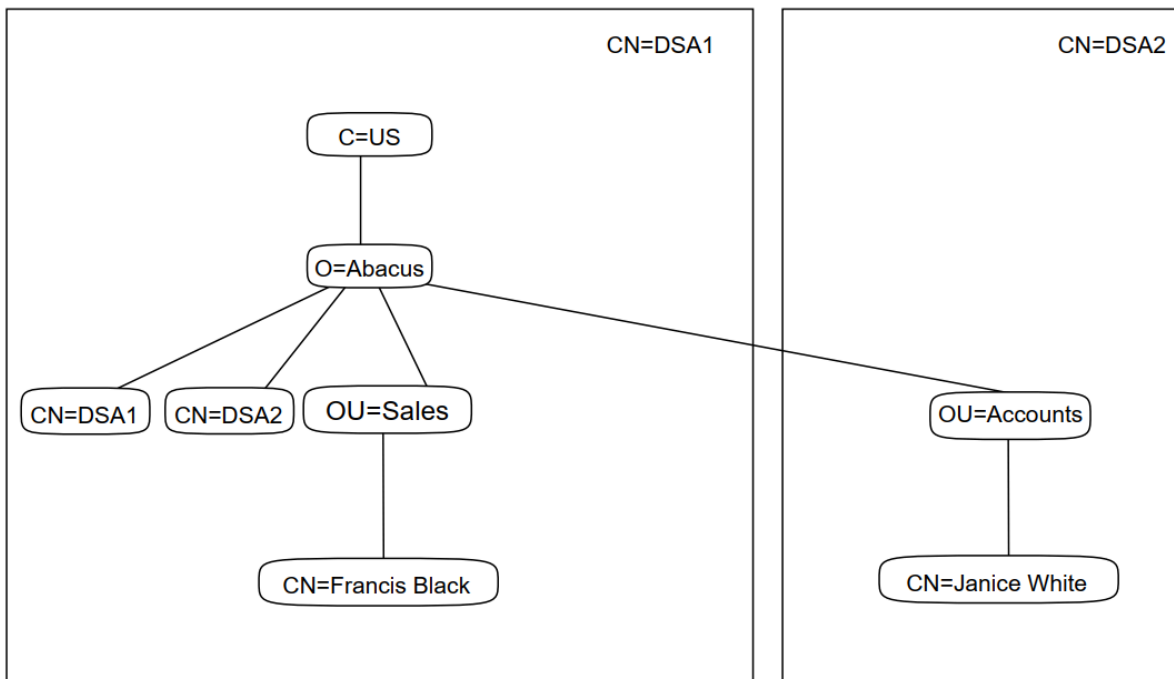 CN=DSA1
CN=DSA2
C=US
O=Abacus
CN=DSA1
CN=DSA2
OU=Sales
OU=Accounts
CN=Francis Black
CN=Janice White